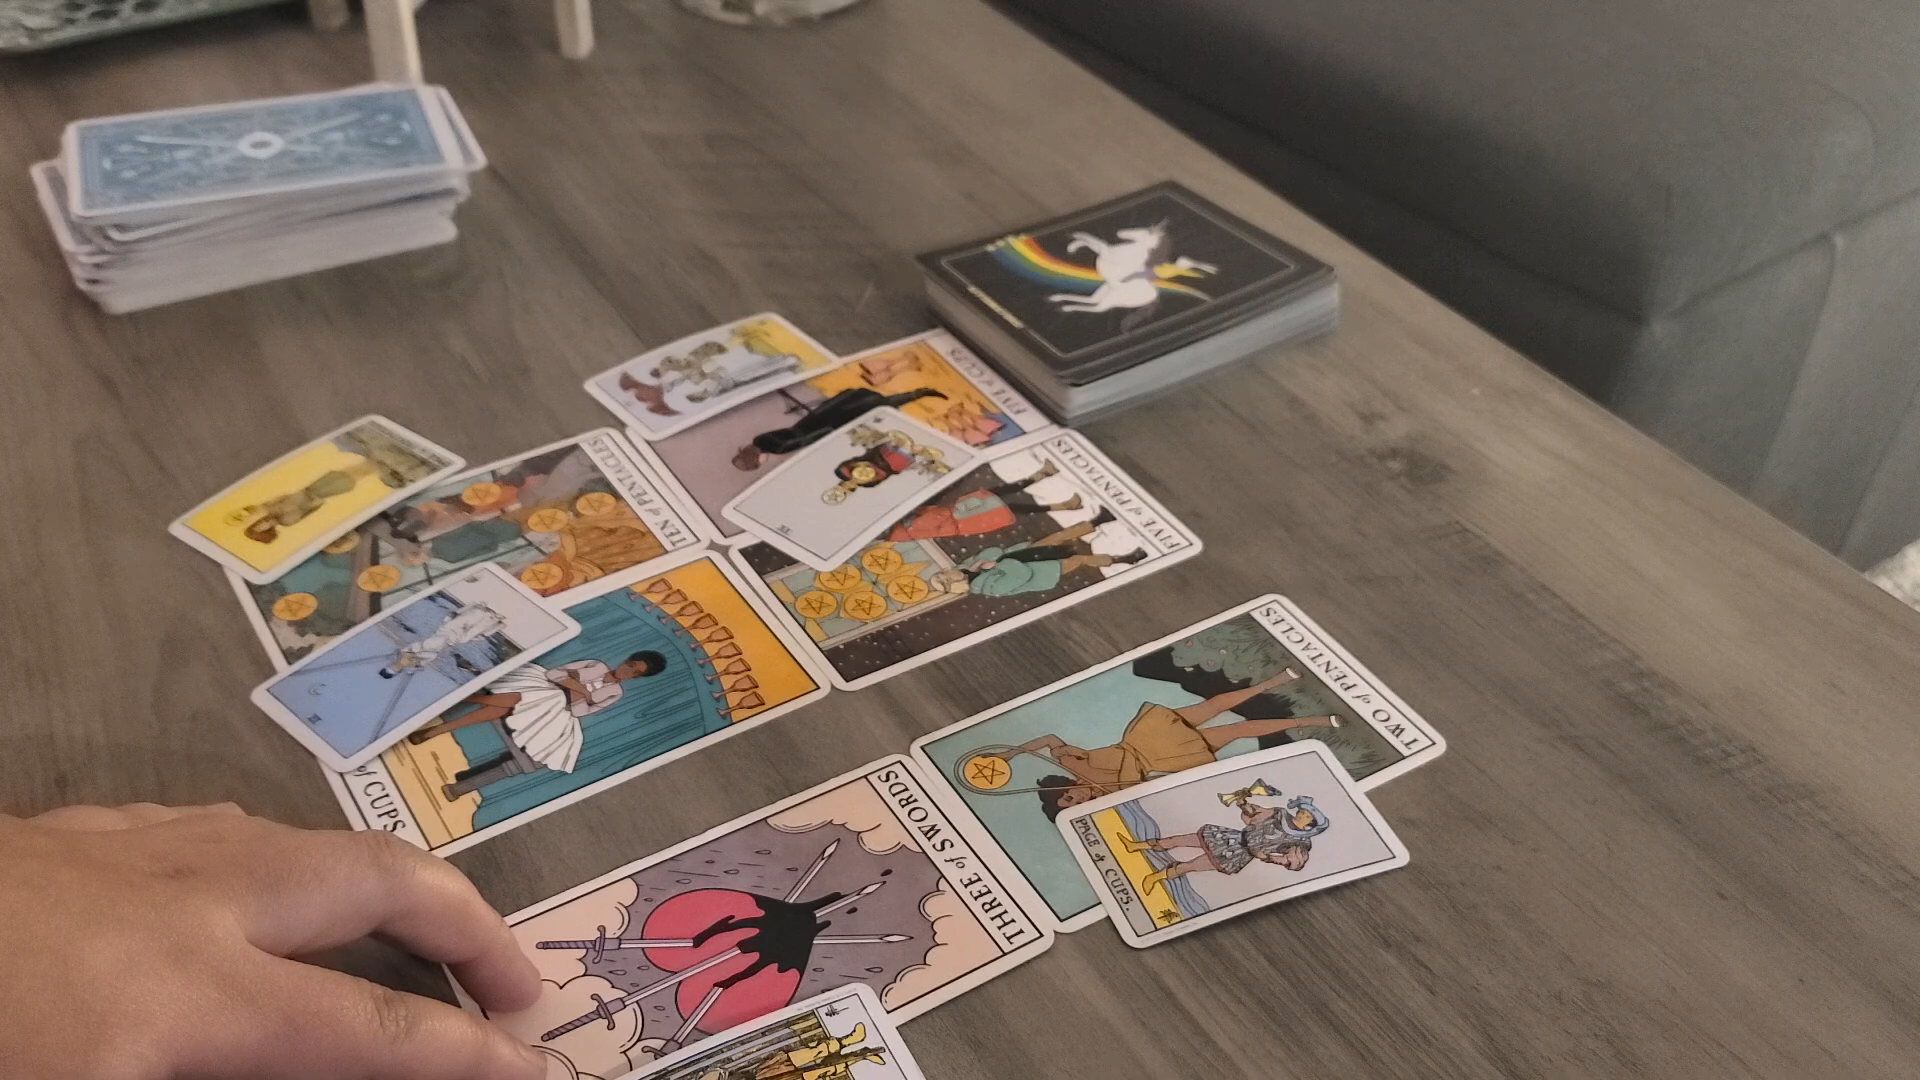 FIVE of CUPS
TEN of PENTACLES
FIVE of PENTACLES
of CUPS
TWO of PENTACLES
THREE of SWORDS
PAGE of CUPS.